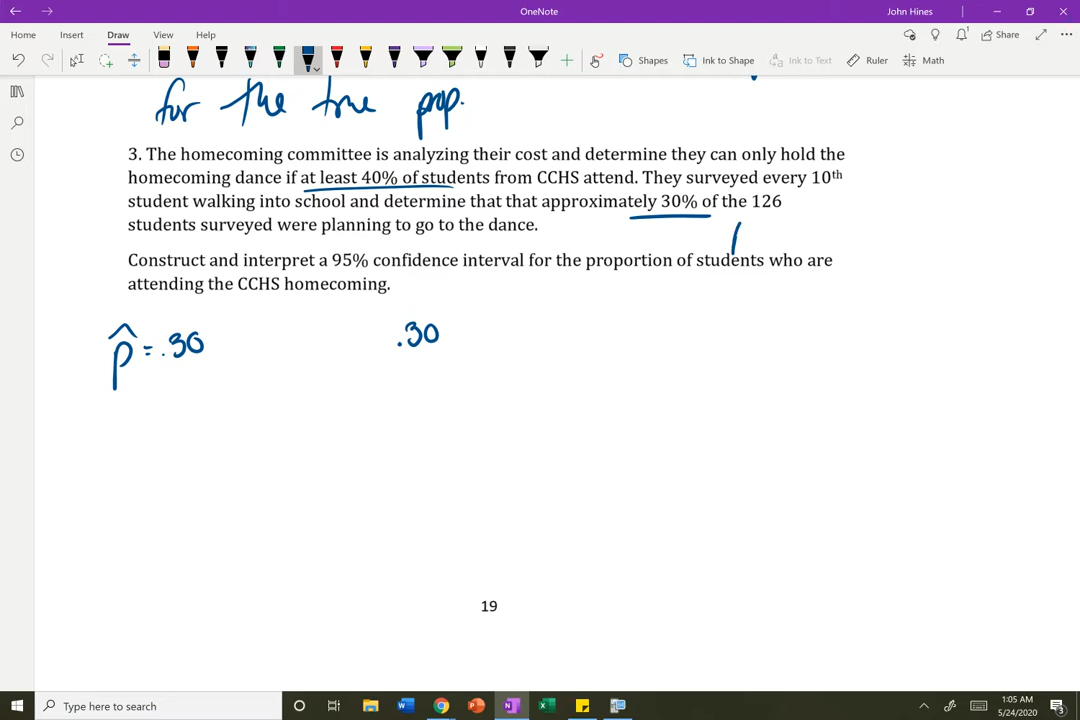 OneNote
John Hines
Home Insert Draw View Help
Share
Shapes Ink to Shape Ink to Text Ruler Math
for the true prop.
3. The homecoming committee is analyzing their cost and determine they can only hold the
homecoming dance if at least 40% of students from CCHS attend. They surveyed every 10th
student walking into school and determine that that approximately 30% of the 126
students surveyed were planning to go to the dance.
Construct and interpret a 95% confidence interval for the proportion of students who are
attending the CCHS homecoming.
p̂ = .30 .30
19
Type here to search
1:05 AM
5/24/2020